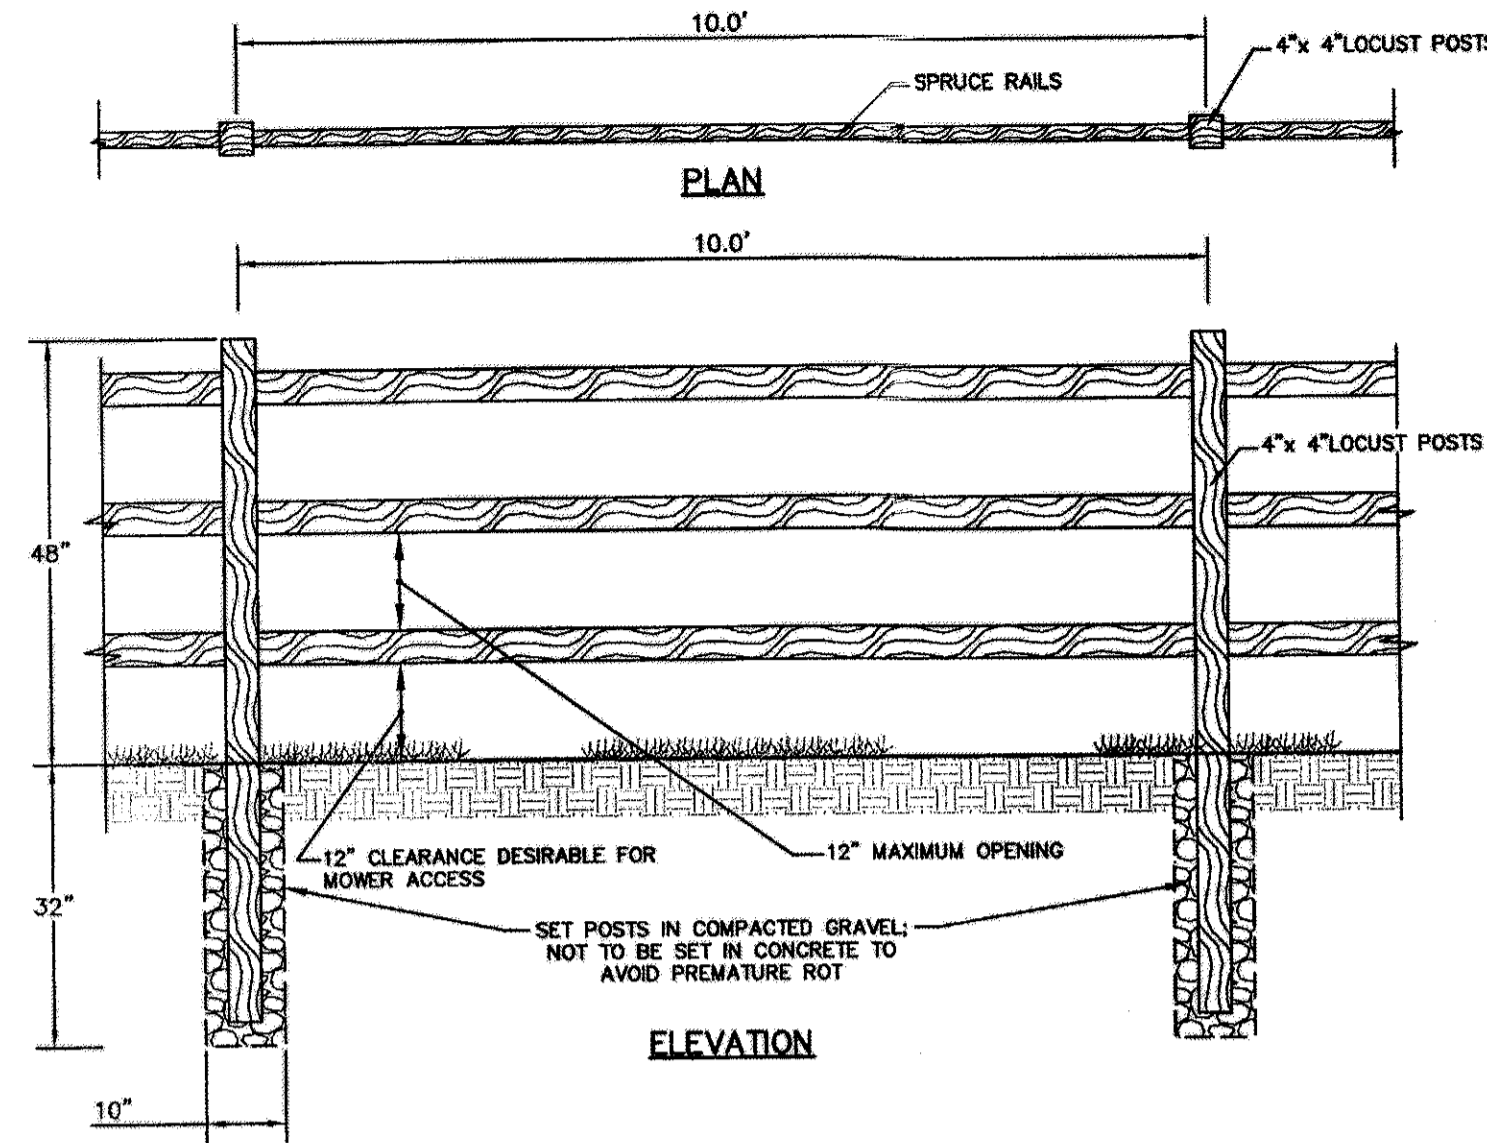 10.0'
4"x 4"LOCUST POSTS
SPRUCE RAILS
PLAN
10.0'
4"x 4"LOCUST POSTS
48"
12" CLEARANCE DESIRABLE FOR
MOWER ACCESS
12" MAXIMUM OPENING
32"
SET POSTS IN COMPACTED GRAVEL;
NOT TO BE SET IN CONCRETE TO
AVOID PREMATURE ROT
ELEVATION
10"